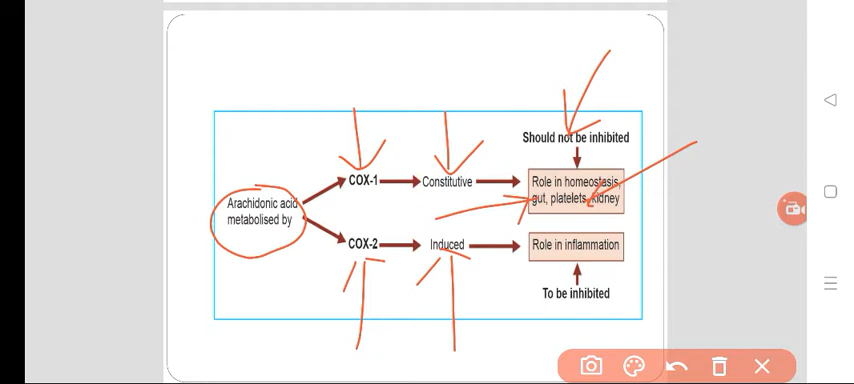 Should not be inhibited
Arachidonic acid
metabolised by
COX-1
Constitutive
Role in homeostasis,
gut, platelets, kidney
COX-2
Induced
Role in inflammation
To be inhibited